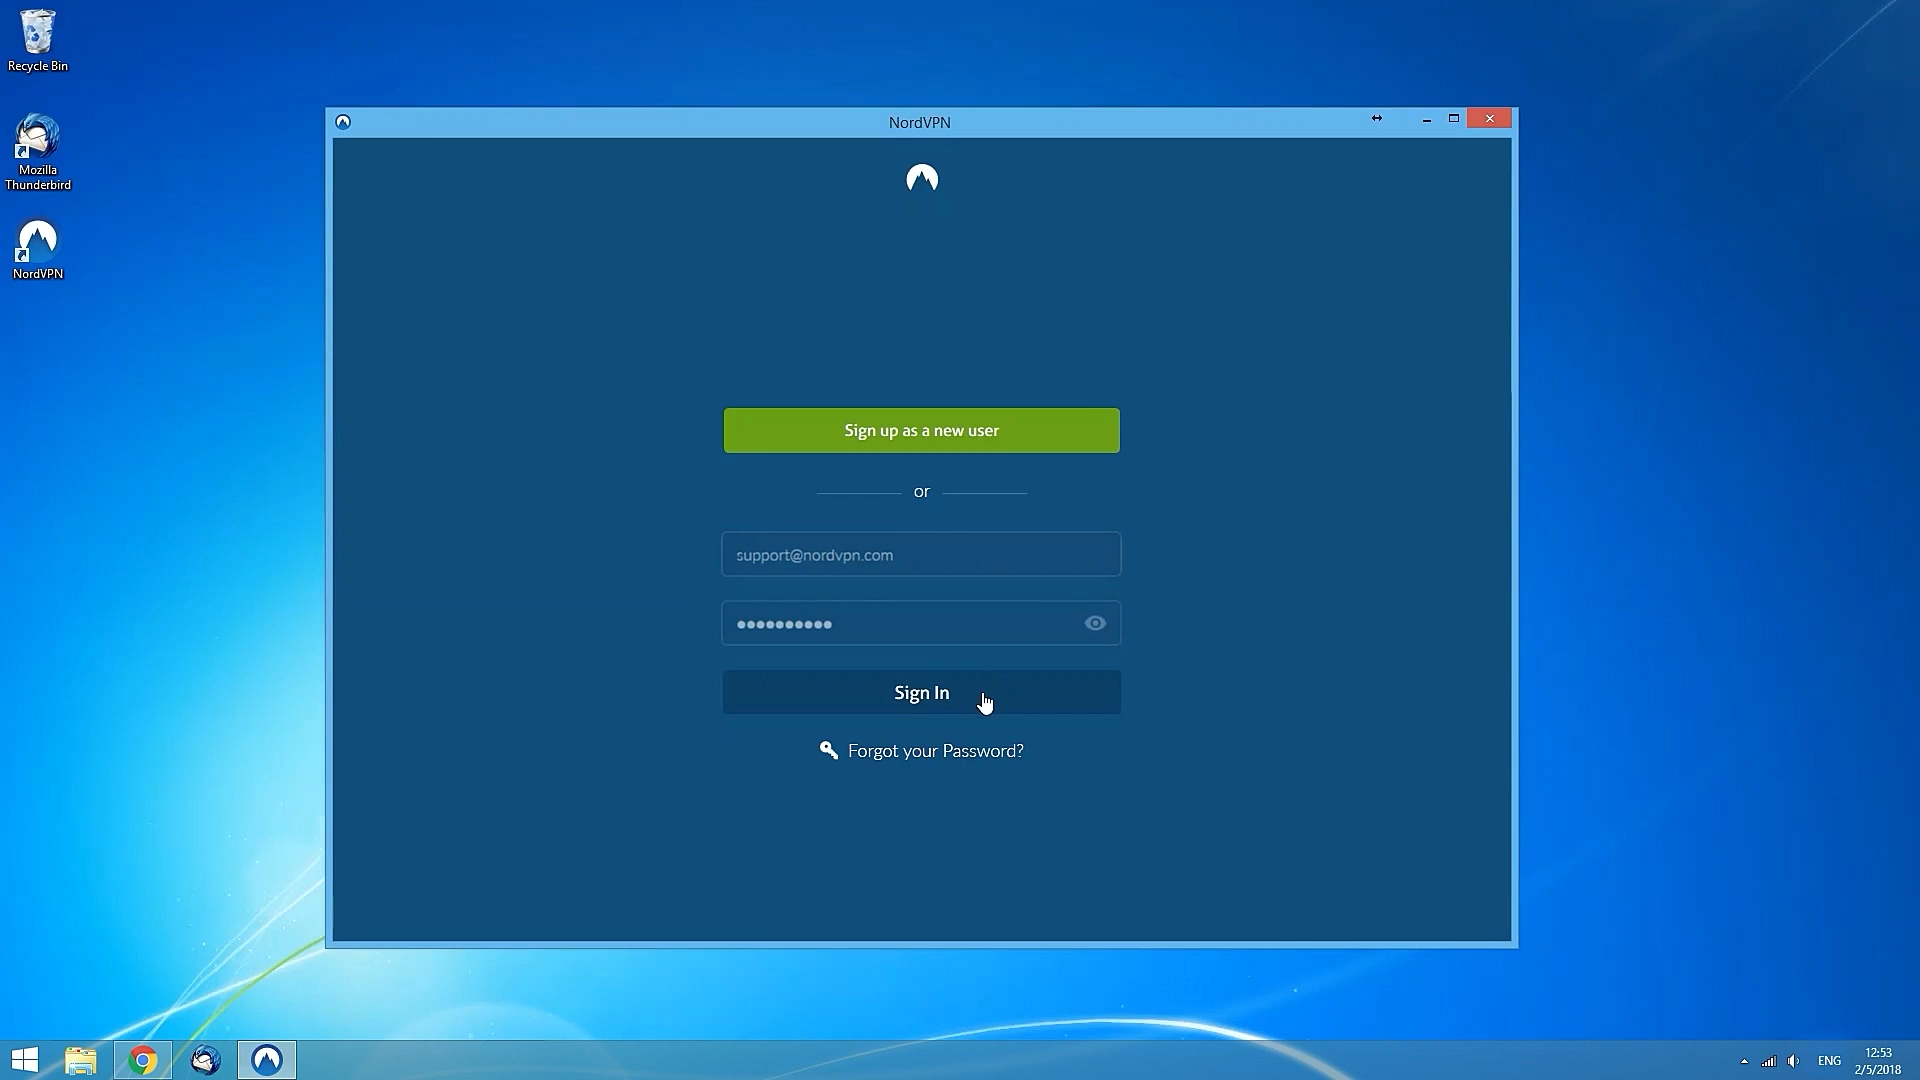 Recycle Bin
Mozilla
Thunderbird
NordVPN
NordVPN
Sign up as a new user
or
support@nordvpn.com
••••••••••
Sign In
Forgot your Password?
ENG
12:53
2/5/2018